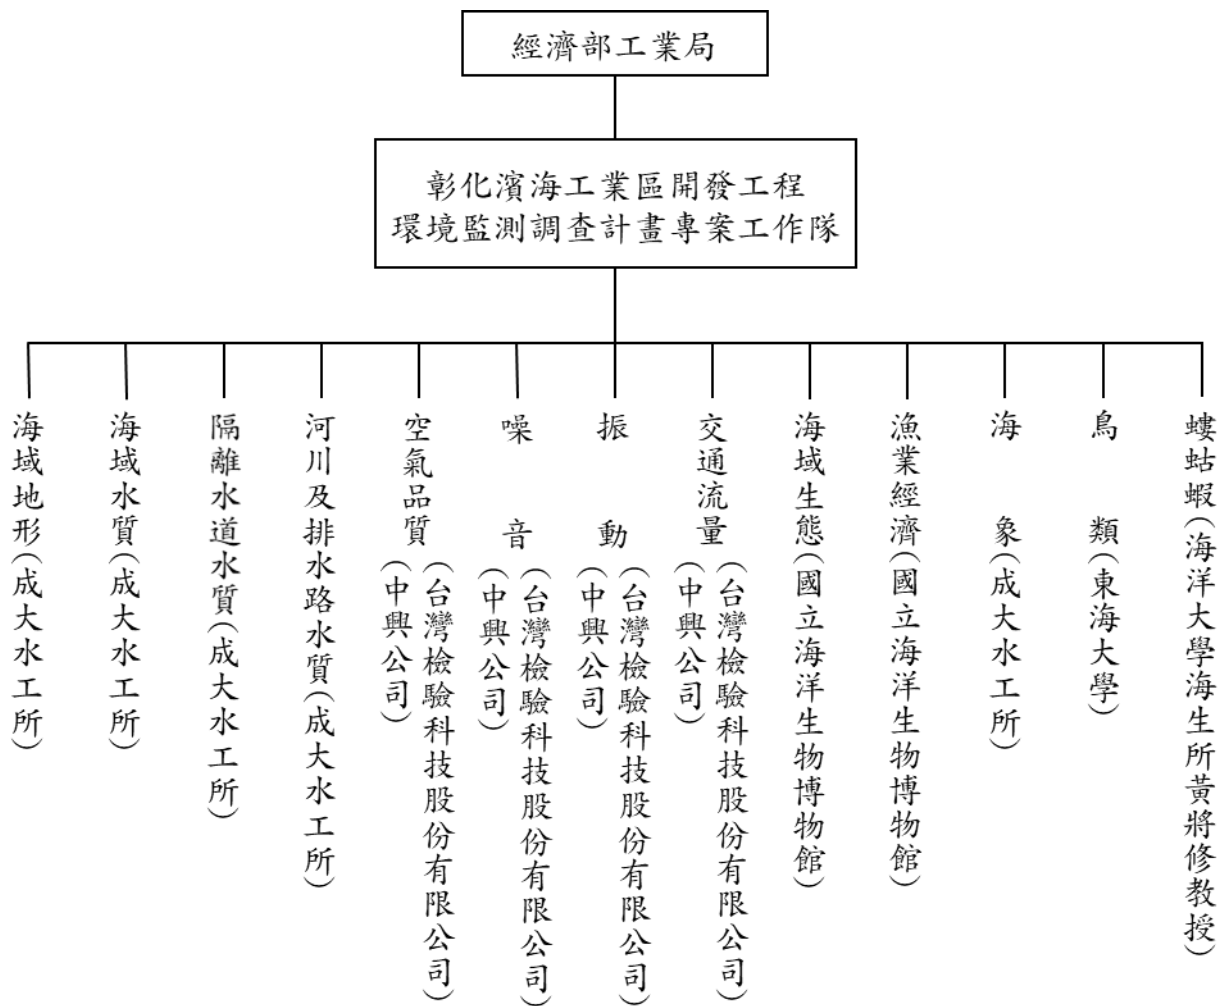 經濟部工業局
彰化濱海工業區開發工程
環境監測調查計畫專案工作隊
海域地形(成大水工所)
海域水質(成大水工所)
隔離水道水質(成大水工所)
河川及排水路水質(成大水工所)
空氣品質
(台灣檢驗科技股份有限公司)
(中興公司)
噪音
(台灣檢驗科技股份有限公司)
(中興公司)
振動
(台灣檢驗科技股份有限公司)
(中興公司)
交通流量
(台灣檢驗科技股份有限公司)
(中興公司)
海域生態(國立海洋生物博物館)
漁業經濟(國立海洋生物博物館)
海象(成大水工所)
鳥類(東海大學)
螻蛄蝦(海洋大學海生所黃將修教授)